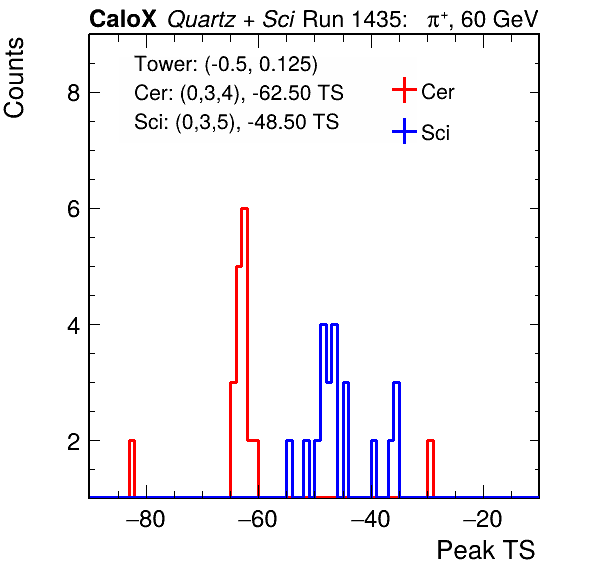 CaloX Quartz + Sci Run 1435: π⁺, 60 GeV
Counts
Tower: (-0.5, 0.125)
Cer: (0,3,4), -62.50 TS
Sci: (0,3,5), -48.50 TS
Cer
Sci
8
6
4
2
−80 −60 −40 −20
Peak TS